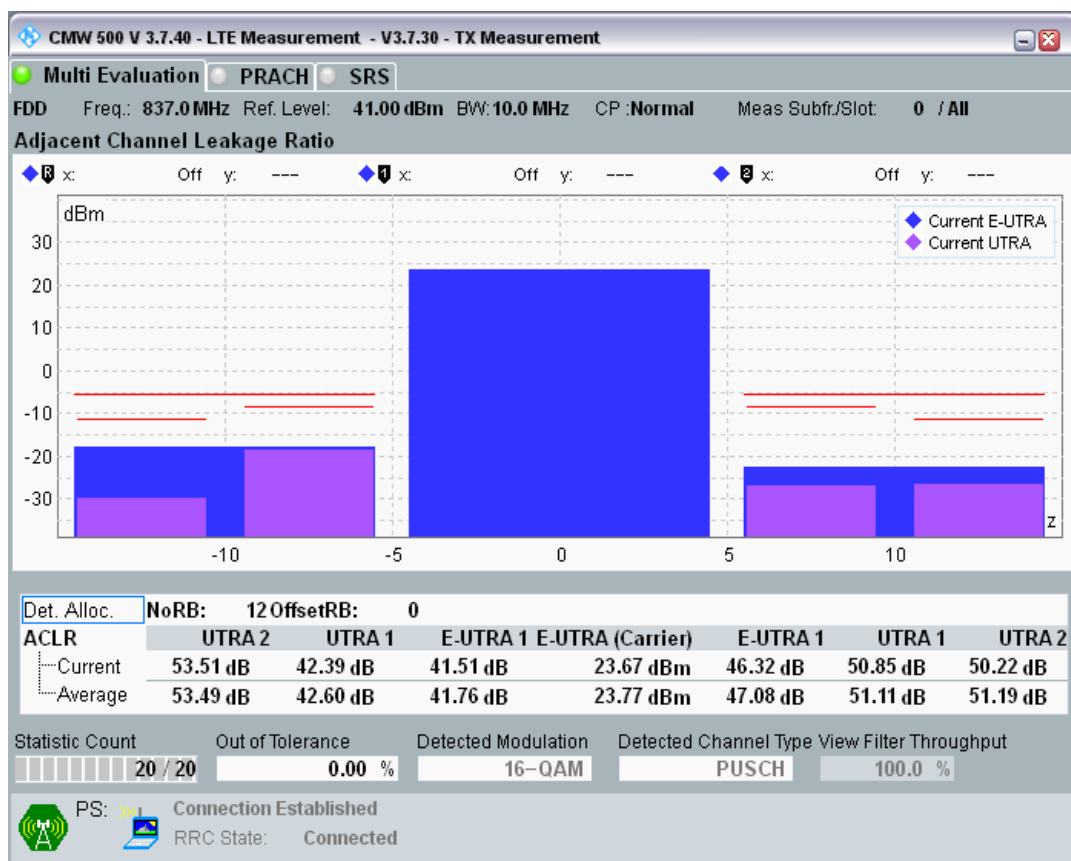 CMW 500 V 3.7.40 - LTE Measurement - V3.7.30 - TX Measurement
Multi Evaluation PRACH SRS
FDD Freq.: 837.0 MHz Ref. Level: 41.00 dBm BW: 10.0 MHz CP :Normal Meas Subfr./Slot: 0 / All
Adjacent Channel Leakage Ratio
R x: Off y: --- 1 x: Off y: --- 2 x: Off y: ---
dBm
Current E-UTRA
Current UTRA
30
20
10
0
-10
-20
-30
z
-10 -5 0 5 10
Det. Alloc. NoRB: 12 OffsetRB: 0
ACLR UTRA 2 UTRA 1 E-UTRA 1 E-UTRA (Carrier) E-UTRA 1 UTRA 1 UTRA 2
Current 53.51 dB 42.39 dB 41.51 dB 23.67 dBm 46.32 dB 50.85 dB 50.22 dB
Average 53.49 dB 42.60 dB 41.76 dB 23.77 dBm 47.08 dB 51.11 dB 51.19 dB
Statistic Count Out of Tolerance Detected Modulation Detected Channel Type View Filter Throughput
20 / 20 0.00 % 16-QAM PUSCH 100.0 %
PS: Connection Established
RRC State: Connected